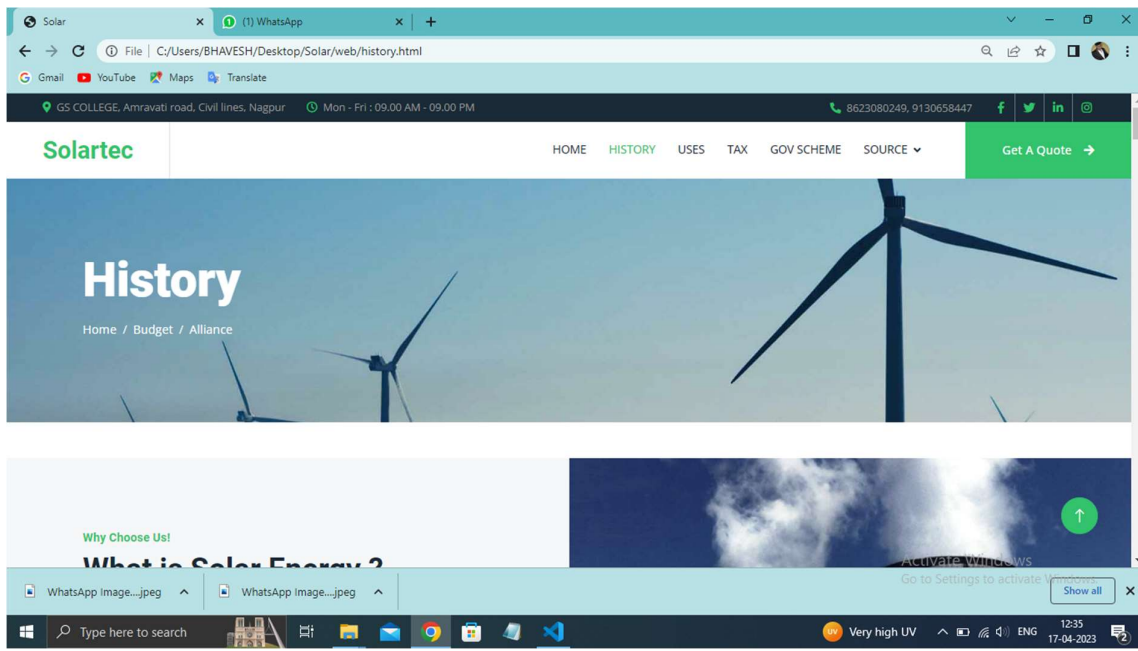 Solar
(1) WhatsApp
File | C:/Users/BHAVESH/Desktop/Solar/web/history.html
Gmail YouTube Maps Translate
GS COLLEGE, Amravati road, Civil lines, Nagpur Mon - Fri : 09.00 AM - 09.00 PM 8623080249, 9130658447
Solartec HOME HISTORY USES TAX GOV SCHEME SOURCE Get A Quote
History
Home / Budget / Alliance
Why Choose Us!
What is Solar Energy ?
Activate Windows
Go to Settings to activate Windows.
WhatsApp Image....jpeg WhatsApp Image....jpeg Show all
Type here to search Very high UV ENG 12:35
17-04-2023